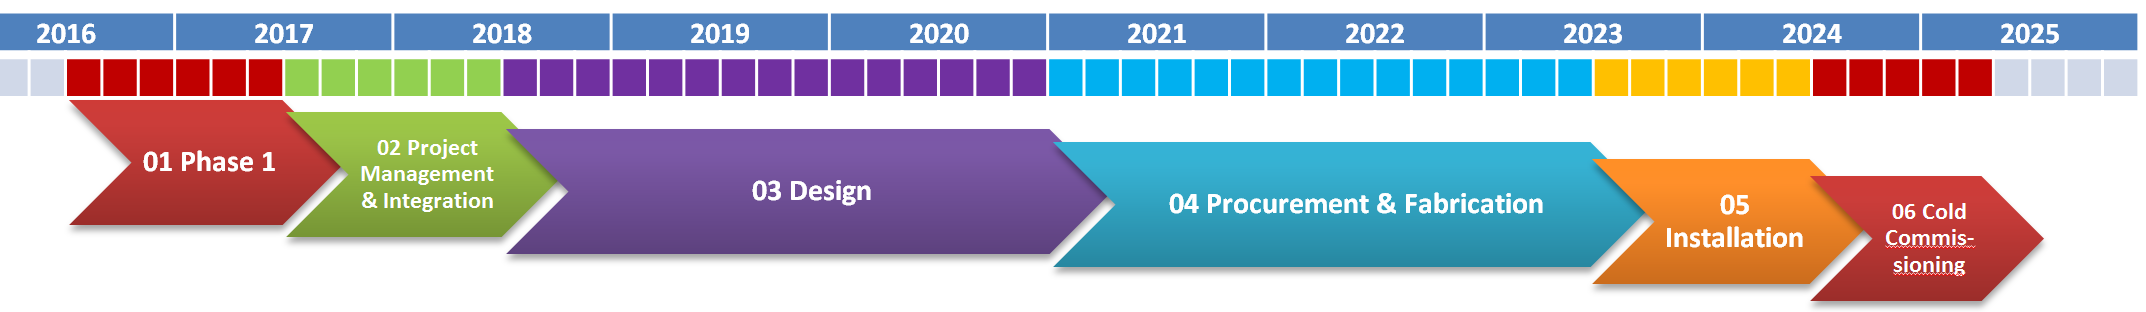 2016 2017 2018 2019 2020 2021 2022 2023 2024 2025
01 Phase 1
02 Project
Management
& Integration
03 Design
04 Procurement & Fabrication
05
Installation
06 Cold
Commis-
sioning